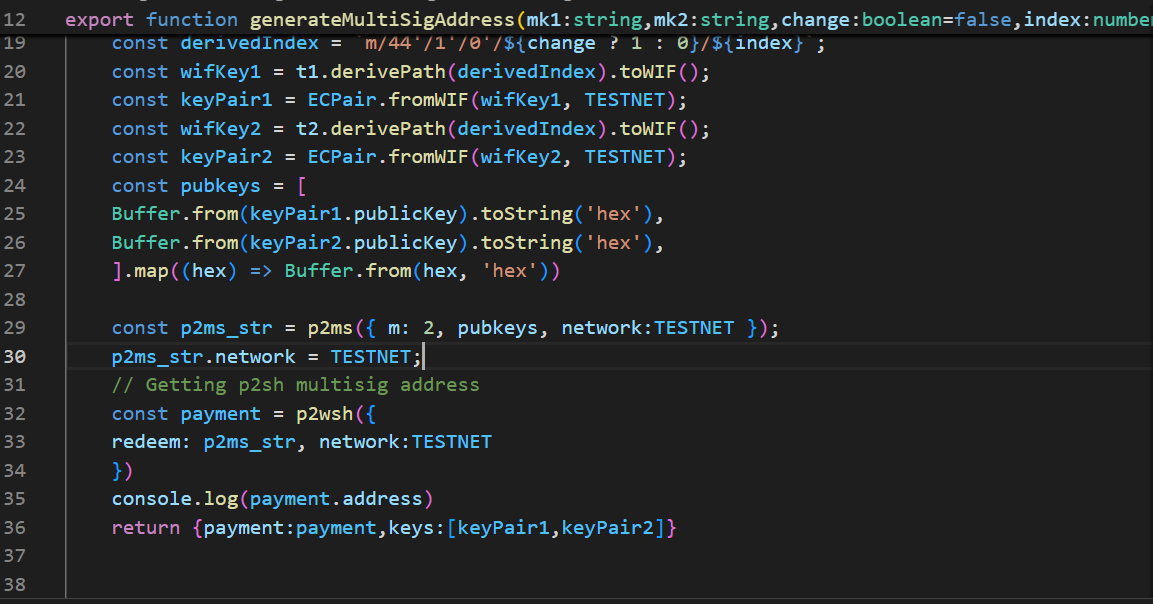 12 export function generateMultiSigAddress(mk1:string,mk2:string,change:boolean=false,index:number
19 const derivedIndex = `m/44'/1'/0'/${change ? 1 : 0}/${index}`;
20 const wifKey1 = t1.derivePath(derivedIndex).toWIF();
21 const keyPair1 = ECPair.fromWIF(wifKey1, TESTNET);
22 const wifKey2 = t2.derivePath(derivedIndex).toWIF();
23 const keyPair2 = ECPair.fromWIF(wifKey2, TESTNET);
24 const pubkeys = [
25 Buffer.from(keyPair1.publicKey).toString('hex'),
26 Buffer.from(keyPair2.publicKey).toString('hex'),
27 ].map((hex) => Buffer.from(hex, 'hex'))
28
29 const p2ms_str = p2ms({ m: 2, pubkeys, network:TESTNET });
30 p2ms_str.network = TESTNET;
31 // Getting p2sh multisig address
32 const payment = p2wsh({
33 redeem: p2ms_str, network:TESTNET
34 })
35 console.log(payment.address)
36 return {payment:payment,keys:[keyPair1,keyPair2]}
37
38